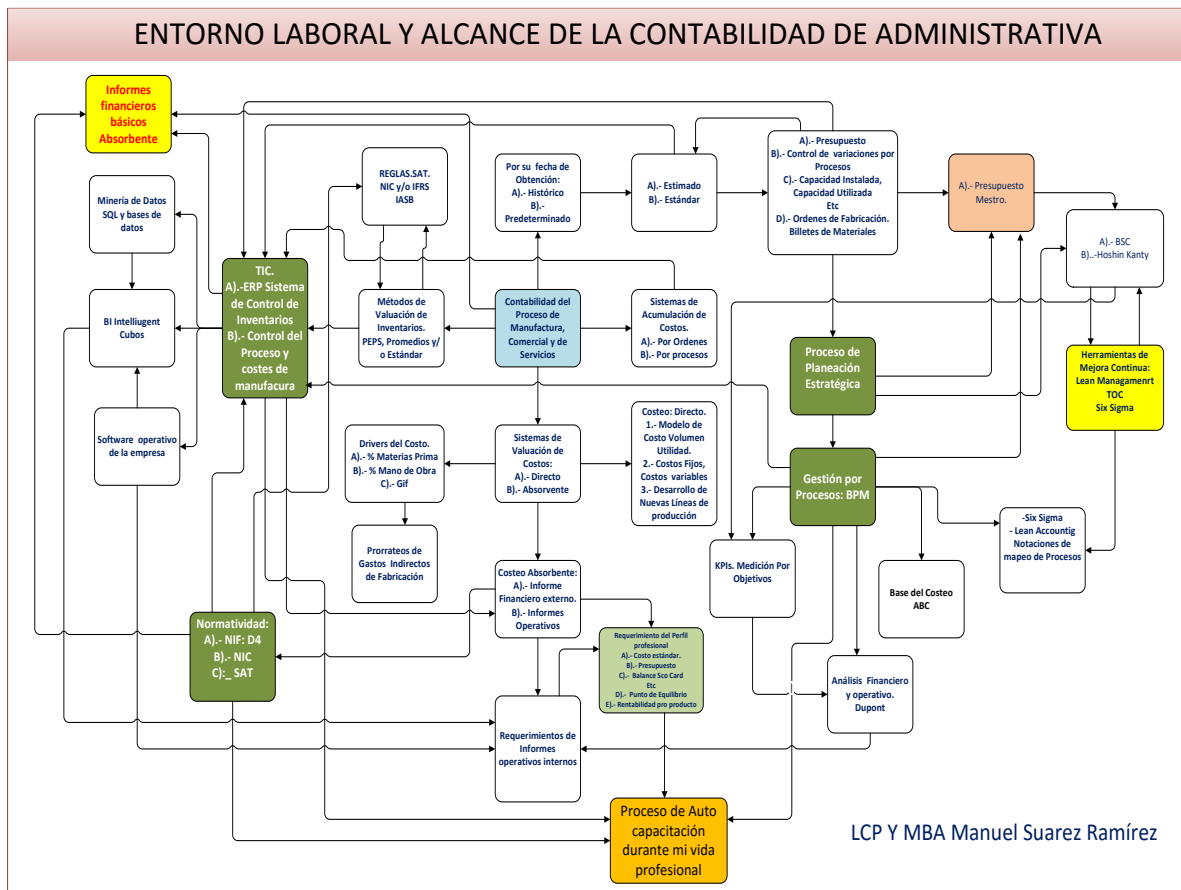 ENTORNO LABORAL Y ALCANCE DE LA CONTABILIDAD DE ADMINISTRATIVA
Informes
financieros
básicos
Absorbente
REGLAS.SAT.
NIC y/o IFRS
IASB
Por su fecha de
Obtención:
A).- Histórico
B).-
Predeterminado
A).- Estimado
B).- Estándar
A).- Presupuesto
B).- Control de variaciones por
Procesos
C).- Capacidad Instalada,
Capacidad Utilizada
Etc
D).- Ordenes de Fabricación.
Billetes de Materiales
A).- Presupuesto
Mestro.
A).- BSC
B)..-Hoshin Kanty
Minería de Datos
SQL y bases de
datos
TIC.
A).-ERP Sistema
de Control de
Inventarios
B).- Control del
Proceso y
costes de
manufacura
BI Intelliugent
Cubos
Métodos de
Valuación de
Inventarios.
PEPS, Promedios y/
o Estándar
Contabilidad del
Proceso de
Manufactura,
Comercial y de
Servicios
Sistemas de
Acumulación de
Costos.
A).- Por Ordenes
B).- Por procesos
Proceso de
Planeación
Estratégica
Herramientas de
Mejora Continua:
Lean Managamenrt
TOC
Six Sigma
Software operativo
de la empresa
Drivers del Costo.
A).- % Materias Prima
B).- % Mano de Obra
C).- Gif
Sistemas de
Valuación de
Costos:
A).- Directo
B).- Absorvente
Costeo: Directo.
1.- Modelo de
Costo Volumen
Utilidad.
2.- Costos Fijos,
Costos variables
3.- Desarrollo de
Nuevas Líneas de
producción
Gestión por
Procesos: BPM
-Six Sigma
- Lean Accountig
Notaciones de
mapeo de Procesos
Prorrateos de
Gastos Indirectos
de Fabricación
Costeo Absorbente:
A).- Informe
Financiero externo.
B).- Informes
Operativos
KPIs. Medición Por
Objetivos
Base del Costeo
ABC
Normatividad:
A).- NIF: D4
B).- NIC
C):_ SAT
Requerimiento del Perfil
profesional
A).- Costo estándar.
B).- Presupuesto
C).- Balance Sco Card
Etc
D).- Punto de Equilibrio
E).- Rentabilidad pro producto
Análisis Financiero
y operativo.
Dupont
Requerimientos de
Informes
operativos internos
Proceso de Auto
capacitación
durante mi vida
profesional
LCP Y MBA Manuel Suarez Ramírez